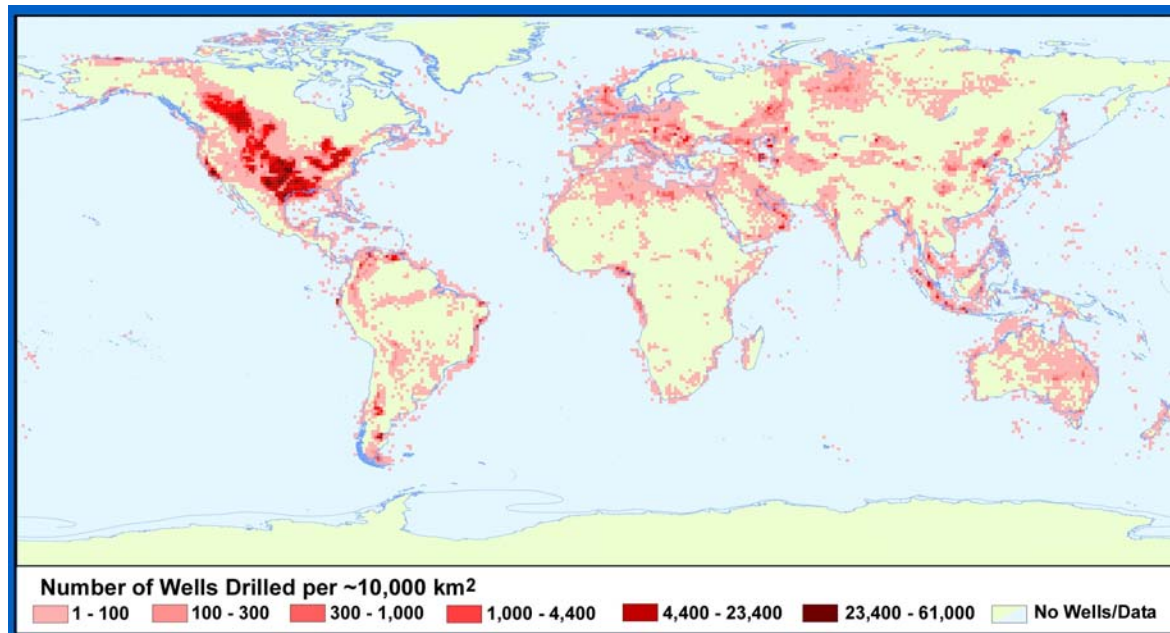 Number of Wells Drilled per ~10,000 km²
1 - 100 100 - 300 300 - 1,000 1,000 - 4,400 4,400 - 23,400 23,400 - 61,000 No Wells/Data